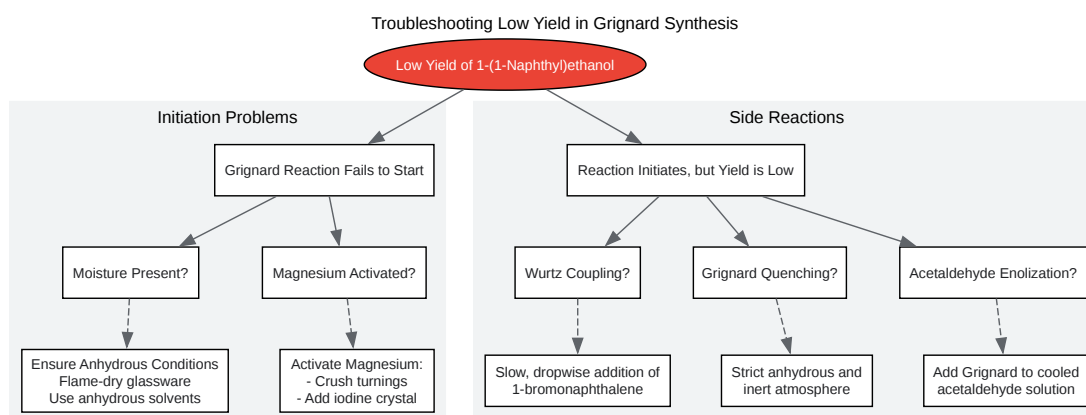 Troubleshooting Low Yield in Grignard Synthesis
Low Yield of 1-(1-Naphthyl)ethanol
Initiation Problems
Side Reactions
Grignard Reaction Fails to Start
Reaction Initiates, but Yield is Low
Moisture Present?
Magnesium Activated?
Wurtz Coupling?
Grignard Quenching?
Acetaldehyde Enolization?
Ensure Anhydrous Conditions
Flame-dry glassware
Use anhydrous solvents
Activate Magnesium:
- Crush turnings
- Add iodine crystal
Slow, dropwise addition of
1-bromonaphthalene
Strict anhydrous and
inert atmosphere
Add Grignard to cooled
acetaldehyde solution